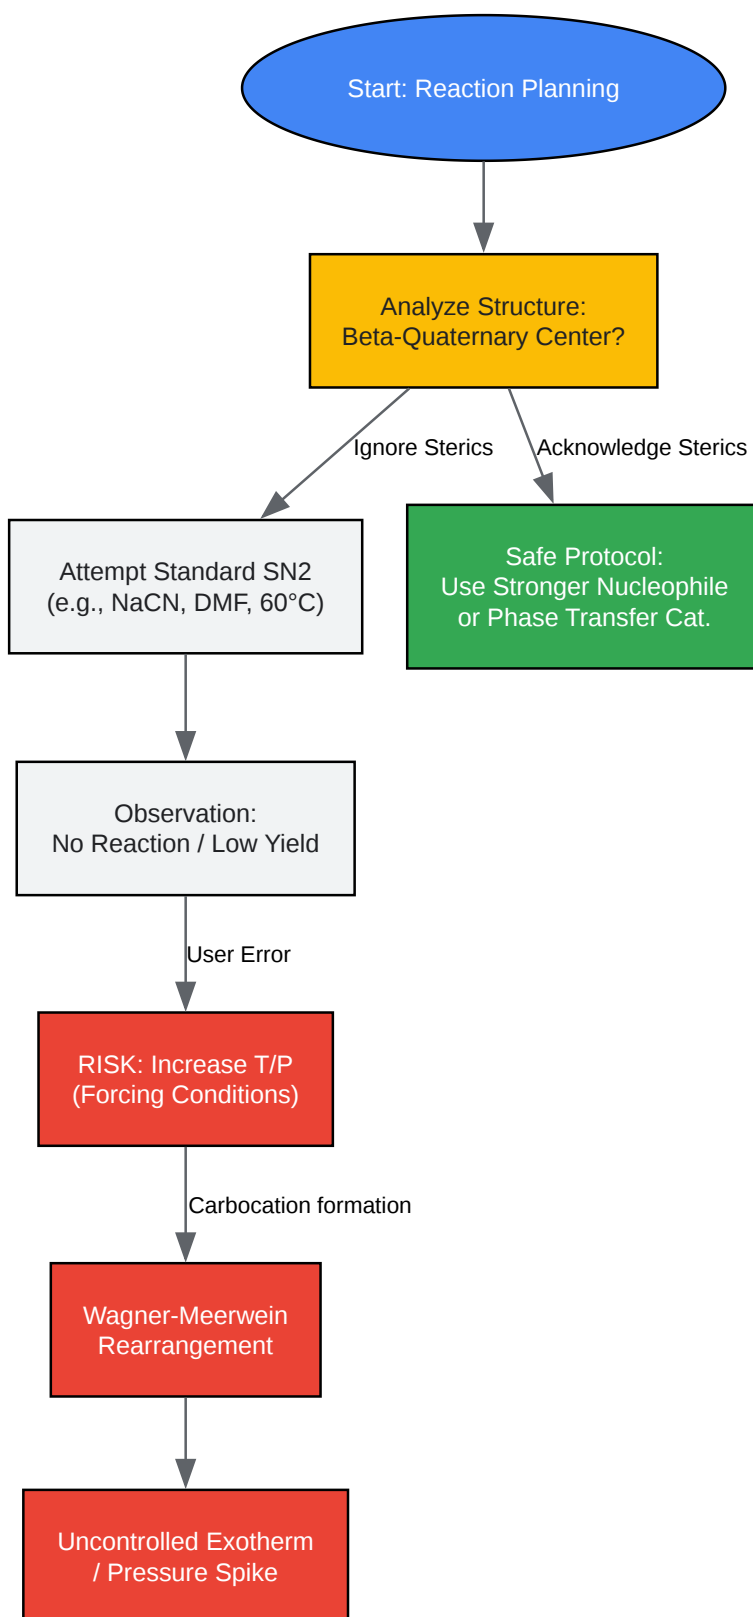 Start: Reaction Planning
Analyze Structure:
Beta-Quaternary Center?
Ignore Sterics
Acknowledge Sterics
Attempt Standard SN2
(e.g., NaCN, DMF, 60°C)
Safe Protocol:
Use Stronger Nucleophile
or Phase Transfer Cat.
Observation:
No Reaction / Low Yield
User Error
RISK: Increase T/P
(Forcing Conditions)
Carbocation formation
Wagner-Meerwein
Rearrangement
Uncontrolled Exotherm
/ Pressure Spike